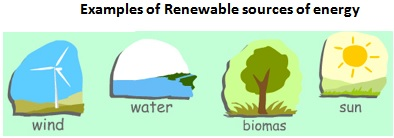 Examples of Renewable sources of energy
wind
water
biomas
sun